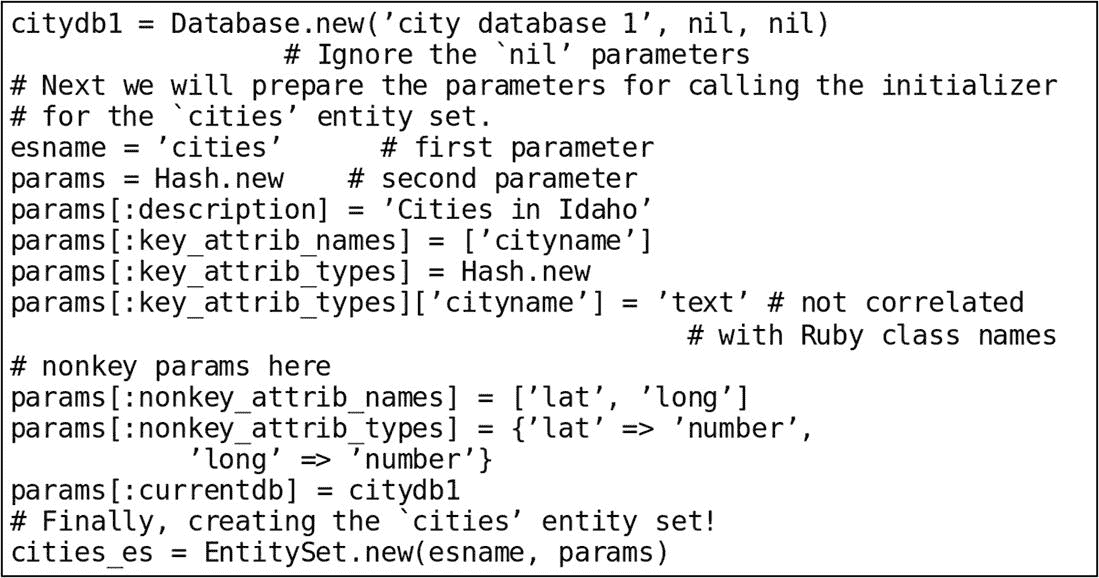 citydb1 = Database.new(’city database 1’, nil, nil)
# Ignore the `nil’ parameters
# Next we will prepare the parameters for calling the initializer
# for the `cities’ entity set.
esname = ’cities’ # first parameter
params = Hash.new # second parameter
params[:description] = ’Cities in Idaho’
params[:key_attrib_names] = [’cityname’]
params[:key_attrib_types] = Hash.new
params[:key_attrib_types][’cityname’] = ’text’ # not correlated
# with Ruby class names
# nonkey params here
params[:nonkey_attrib_names] = [’lat’, ’long’]
params[:nonkey_attrib_types] = {’lat’ => ’number’,
’long’ => ’number’}
params[:currentdb] = citydb1
# Finally, creating the `cities’ entity set!
cities_es = EntitySet.new(esname, params)